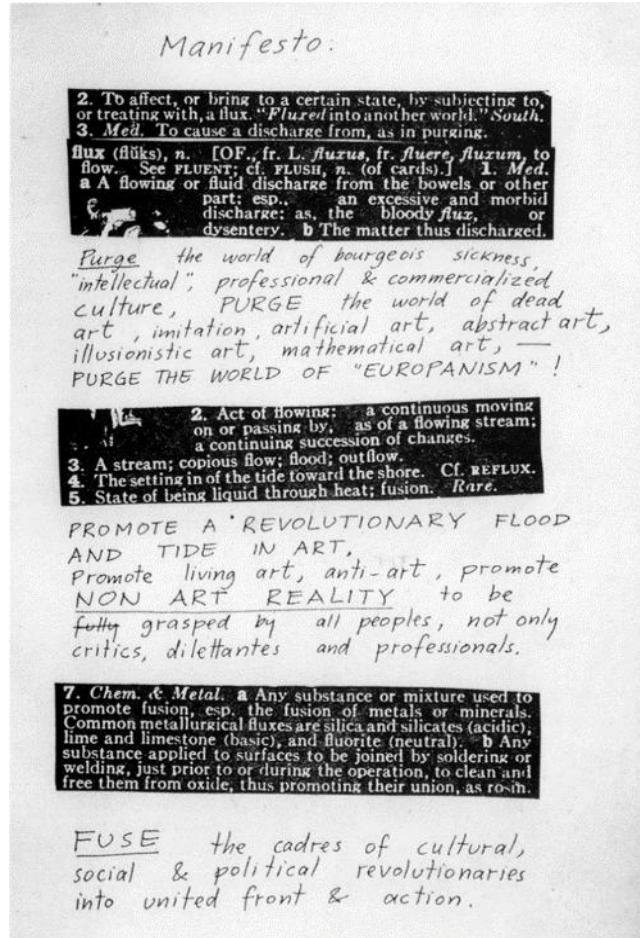 Manifesto:
2. To affect, or bring to a certain state, by subjecting to,
or treating with, a flux. "Fluxed into another world." South.
3. Med. To cause a discharge from, as in purging.
flux (flŭks), n. [OF., fr. L. fluxus, fr. fluere, fluxum, to
flow. See FLUENT; cf. FLUSH, n. (of cards).] 1. Med.
a A flowing or fluid discharge from the bowels or other
part; esp., an excessive and morbid
discharge: as, the bloody flux, or
dysentery. b The matter thus discharged.
Purge the world of bourgeois sickness,
"intellectual", professional & commercialized
culture, PURGE the world of dead
art, imitation, artificial art, abstract art,
illusionistic art, mathematical art, —
PURGE THE WORLD OF "EUROPANISM"!
2. Act of flowing: a continuous moving
on or passing by, as of a flowing stream;
a continuing succession of changes.
3. A stream; copious flow; flood; outflow.
4. The setting in of the tide toward the shore. Cf. REFLUX.
5. State of being liquid through heat; fusion. Rare.
PROMOTE A REVOLUTIONARY FLOOD
AND TIDE IN ART,
Promote living art, anti-art, promote
NON ART REALITY to be
fully grasped by all peoples, not only
critics, dilettantes and professionals.
7. Chem. & Metal. a Any substance or mixture used to
promote fusion, esp. the fusion of metals or minerals.
Common metallurgical fluxes are silica and silicates (acidic),
lime and limestone (basic), and fluorite (neutral). b Any
substance applied to surfaces to be joined by soldering or
welding, just prior to or during the operation, to clean and
free them from oxide, thus promoting their union, as rosin.
FUSE the cadres of cultural,
social & political revolutionaries
into united front & action.